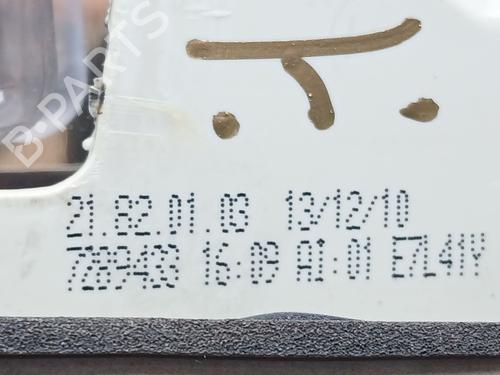 .T.
B-PARTS
21.82.01.03 13/12/10
7289433 16:09 A1:01 E7L41Y